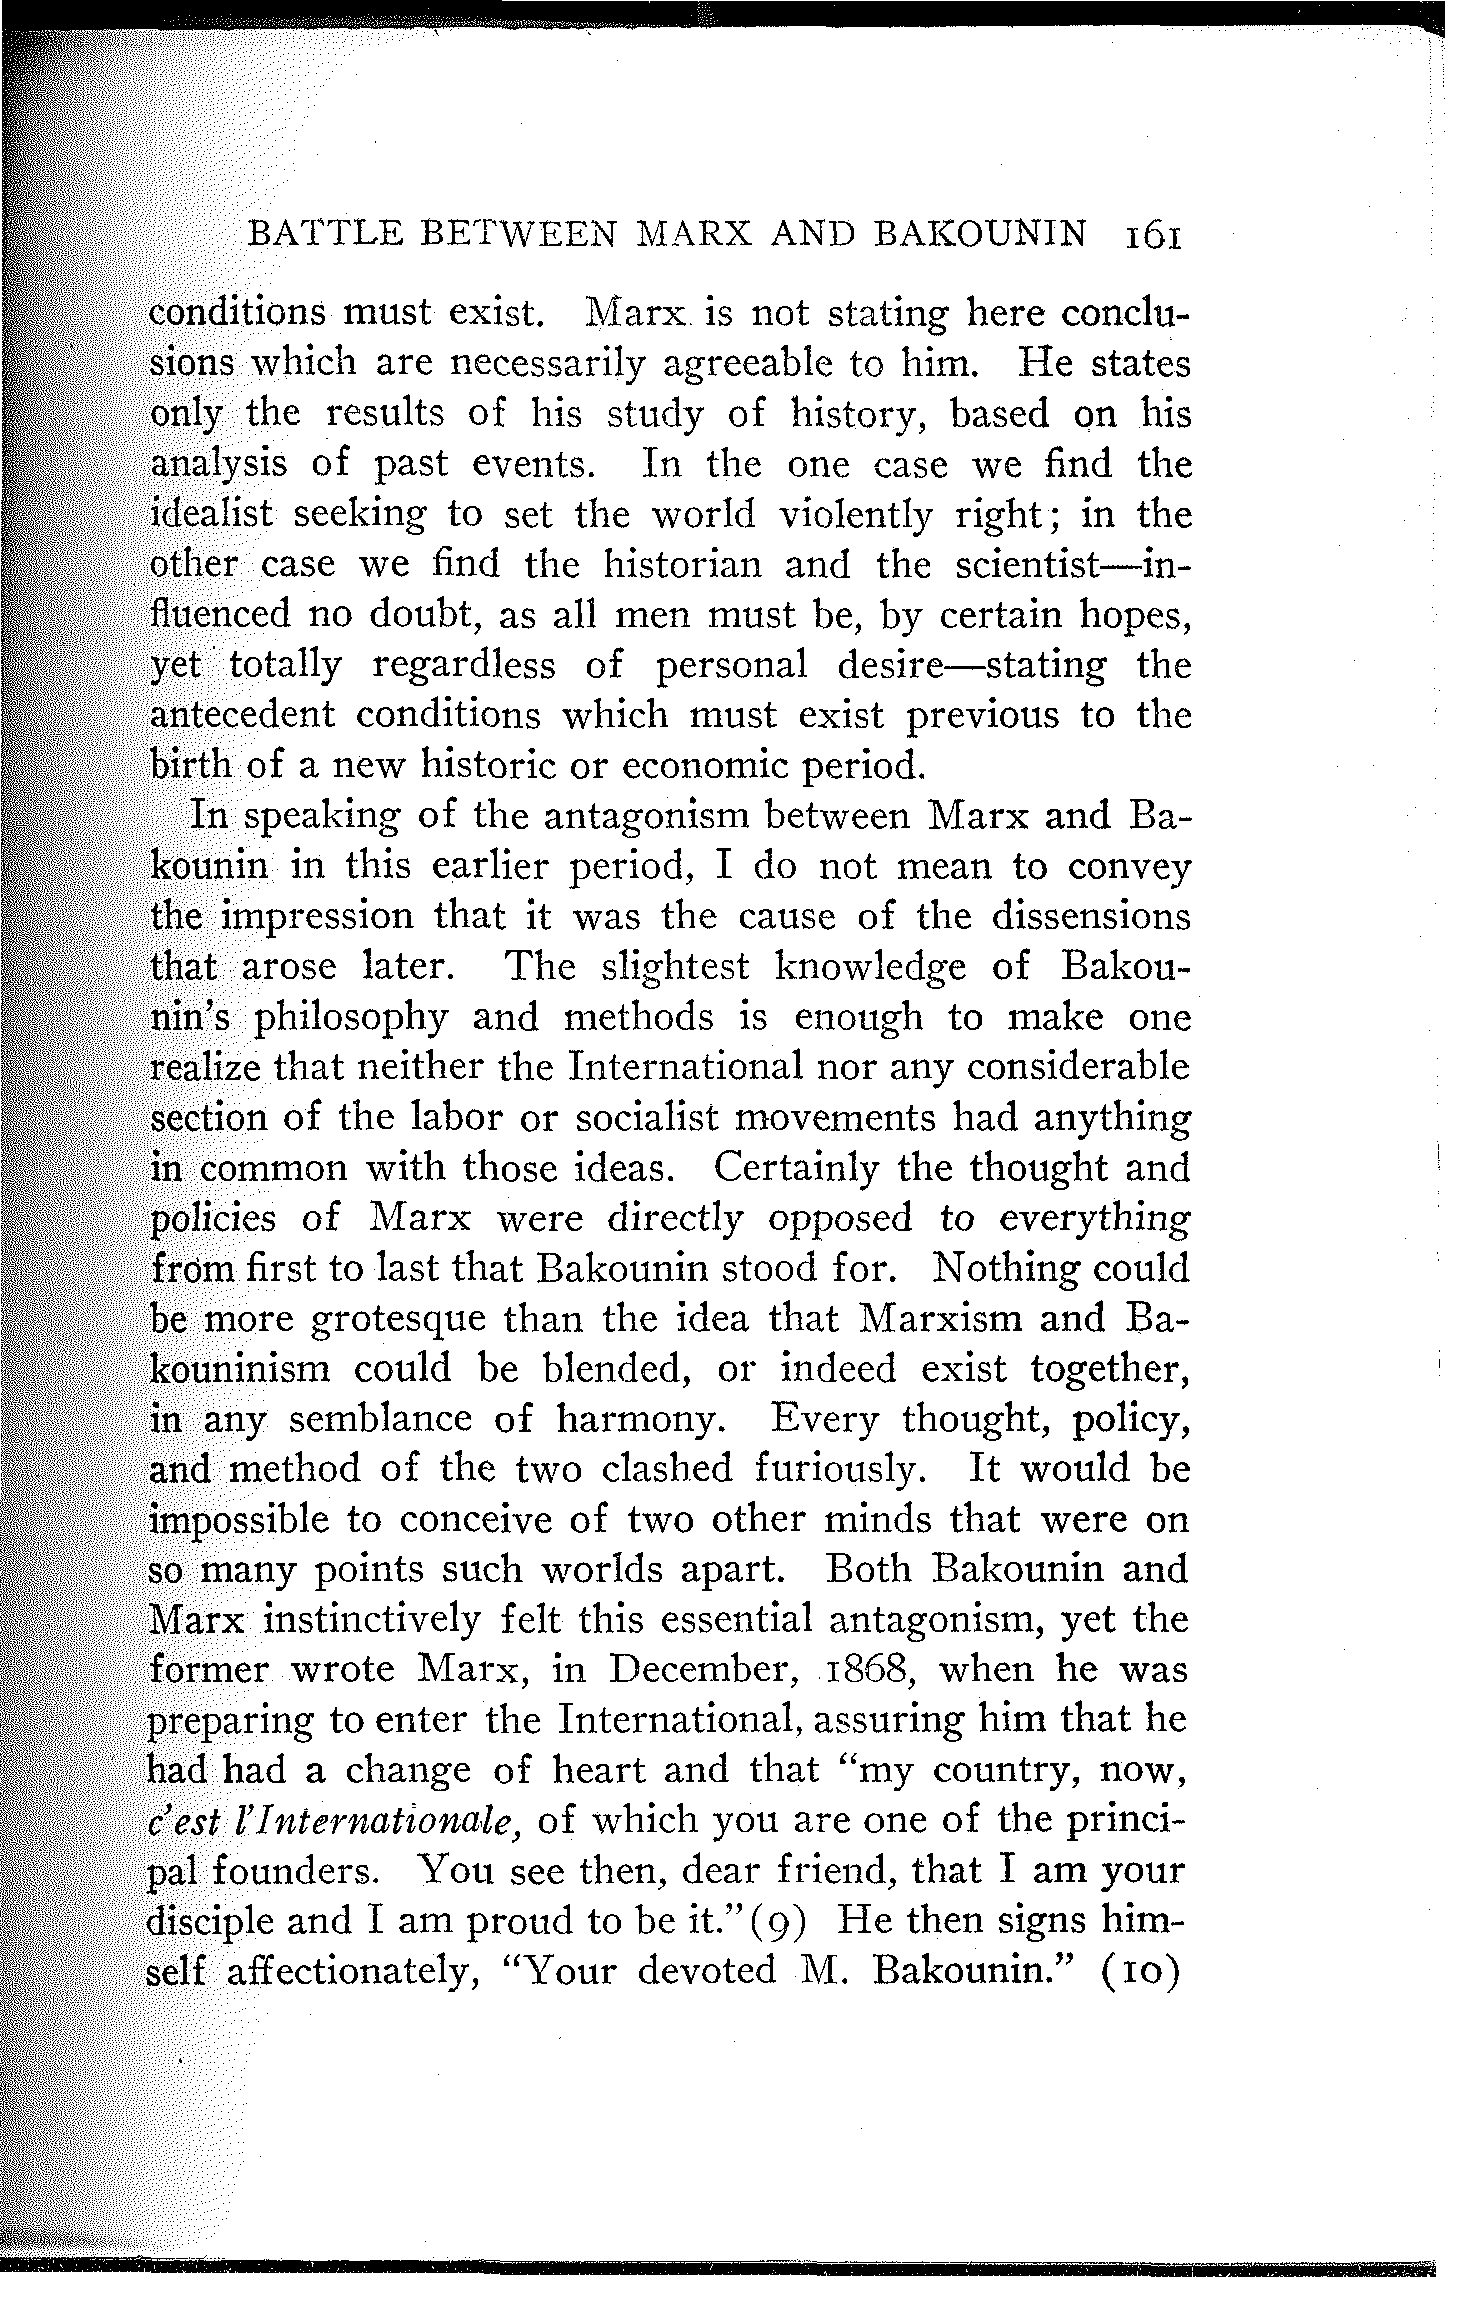 BATTLE BETWEEN MARX AND BAKOUNIN 161
conditions must exist. Marx is not stating here conclu-
sions which are necessarily agreeable to him. He states
only the results of his study of history, based on his
analysis of past events. In the one case we find the
idealist seeking to set the world violently right; in the
other case we find the historian and the scientist—in-
fluenced no doubt, as all men must be, by certain hopes,
yet totally regardless of personal desire—stating the
antecedent conditions which must exist previous to the
birth of a new historic or economic period.
In speaking of the antagonism between Marx and Ba-
kounin in this earlier period, I do not mean to convey
the impression that it was the cause of the dissensions
that arose later. The slightest knowledge of Bakou-
nin's philosophy and methods is enough to make one
realize that neither the International nor any considerable
section of the labor or socialist movements had anything
in common with those ideas. Certainly the thought and
policies of Marx were directly opposed to everything
from first to last that Bakounin stood for. Nothing could
be more grotesque than the idea that Marxism and Ba-
kouninism could be blended, or indeed exist together,
in any semblance of harmony. Every thought, policy,
and method of the two clashed furiously. It would be
impossible to conceive of two other minds that were on
so many points such worlds apart. Both Bakounin and
Marx instinctively felt this essential antagonism, yet the
former wrote Marx, in December, 1868, when he was
preparing to enter the International, assuring him that he
had had a change of heart and that “my country, now,
c'est l'Internationale, of which you are one of the princi-
pal founders. You see then, dear friend, that I am your
disciple and I am proud to be it.”(9) He then signs him-
self affectionately, “Your devoted M. Bakounin.” (10)